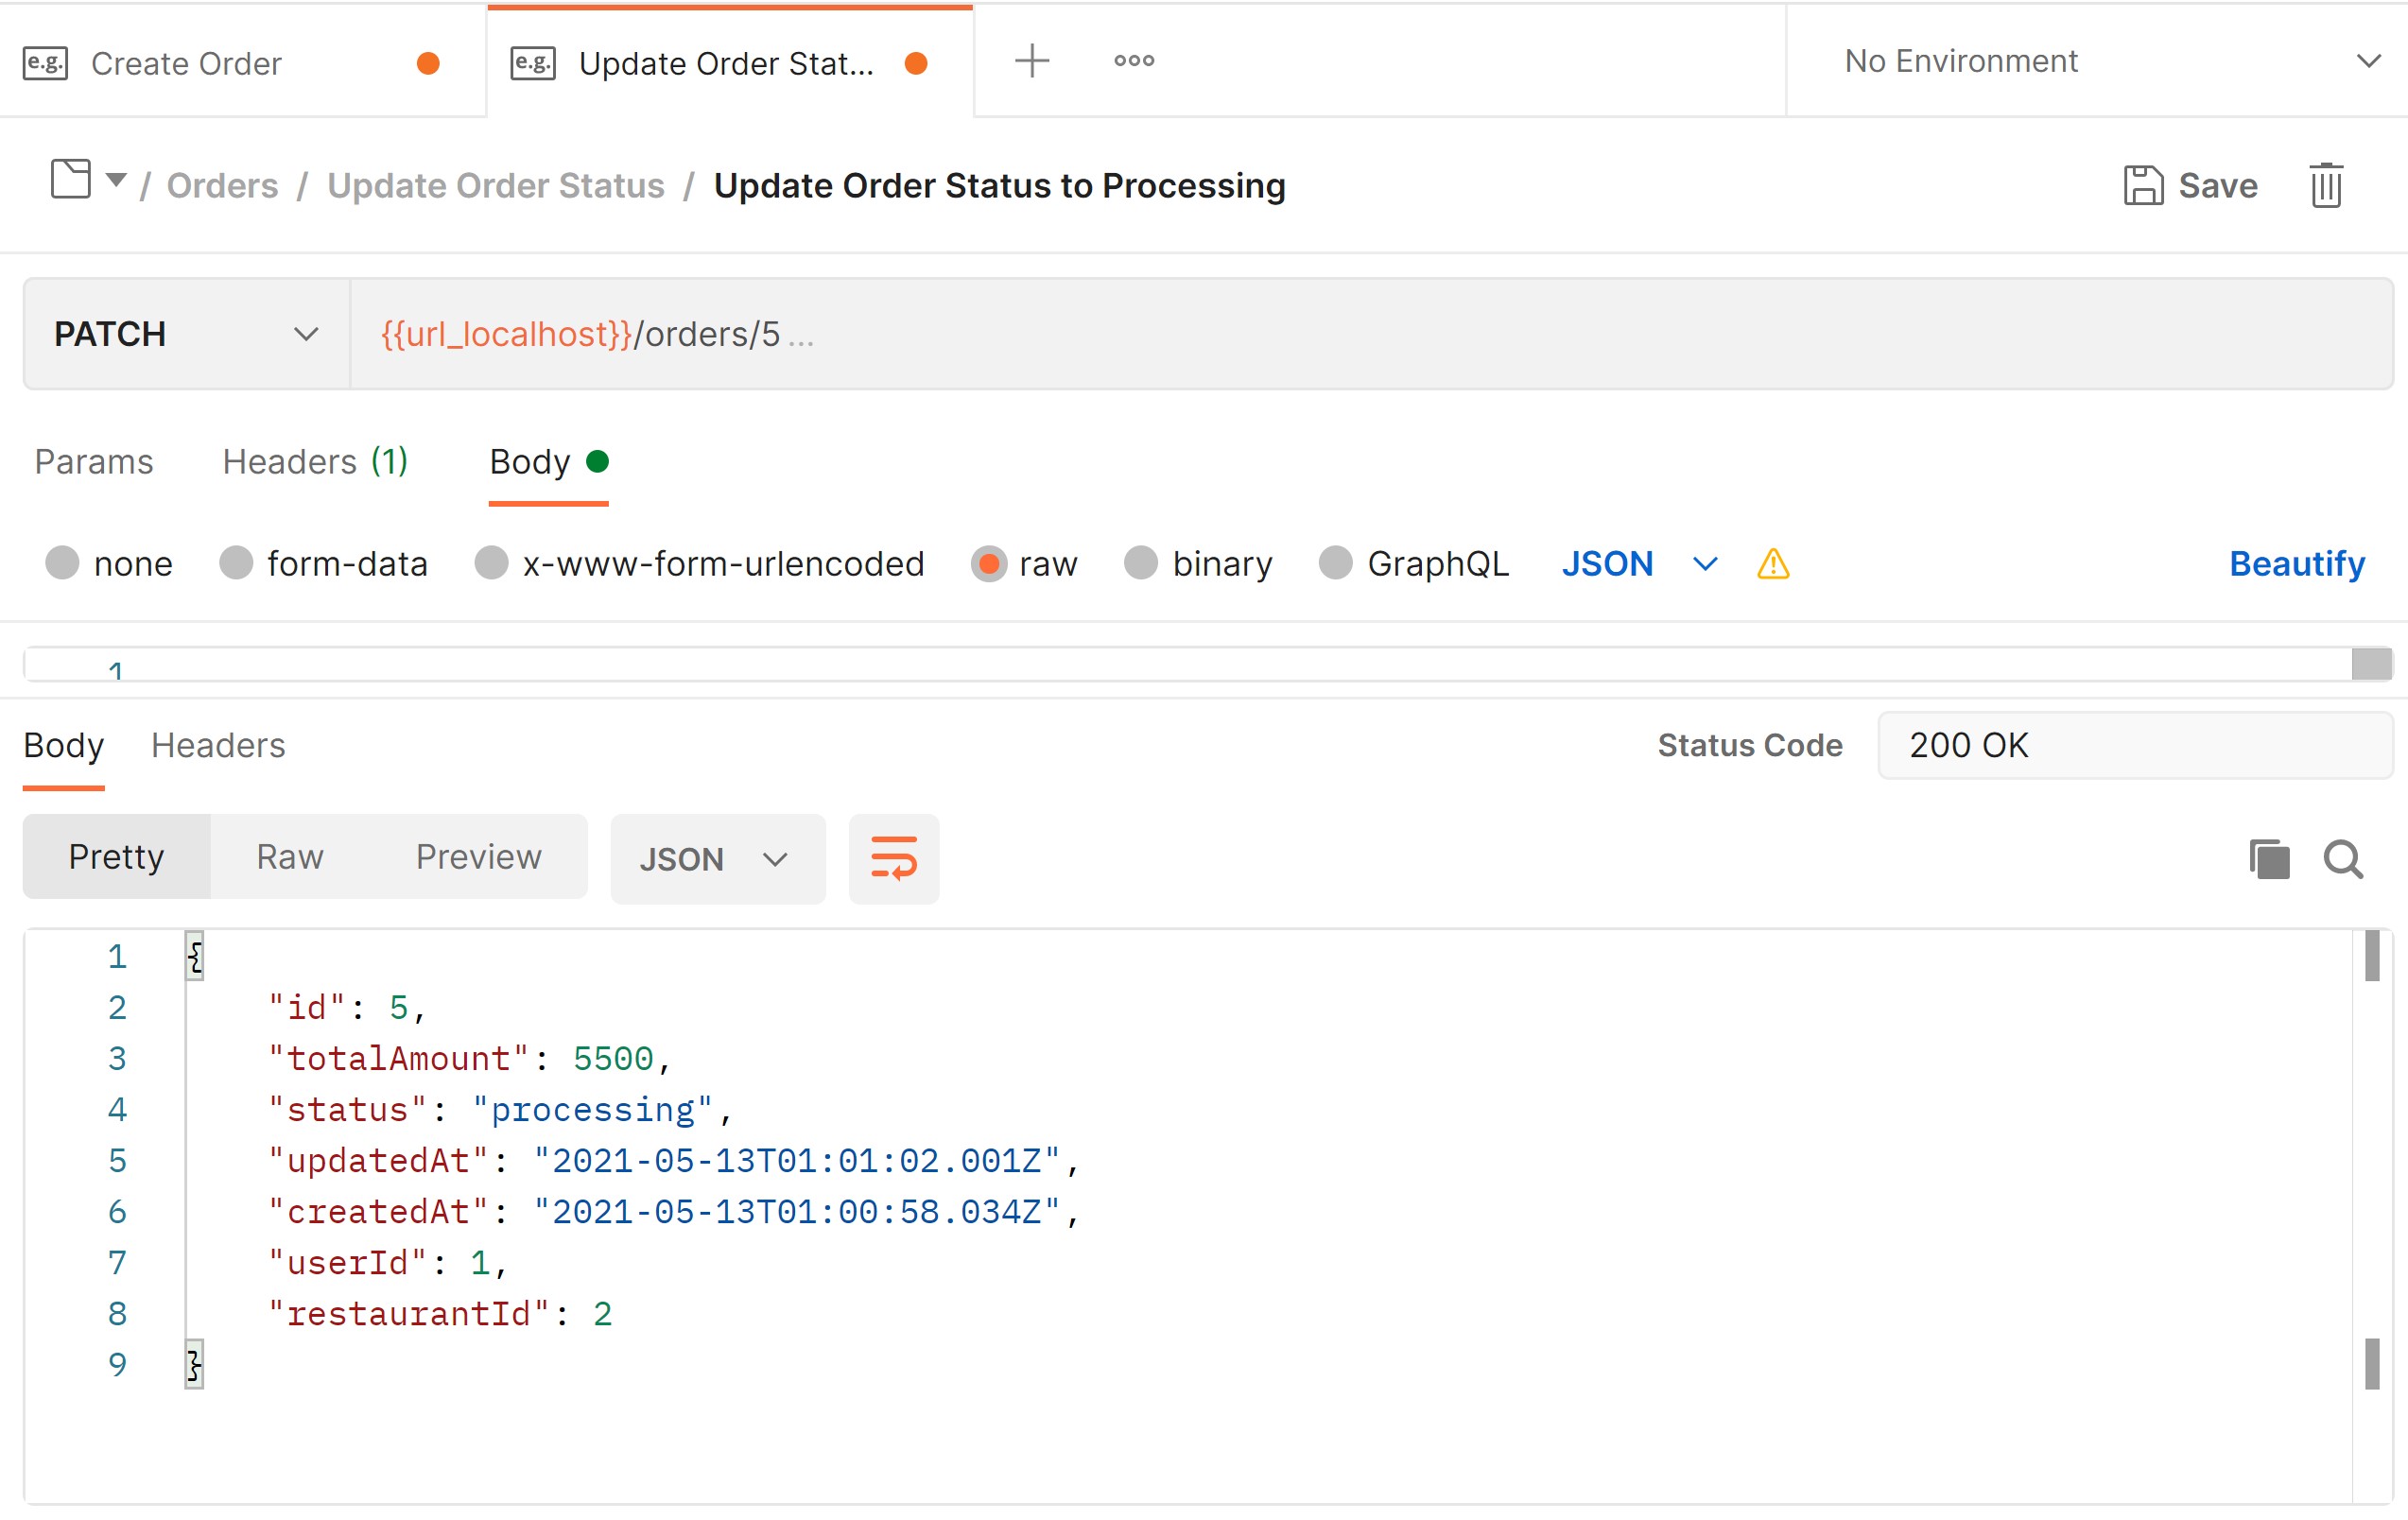 e.g. Create Order e.g. Update Order Stat... No Environment
/ Orders / Update Order Status / Update Order Status to Processing Save
PATCH {{url_localhost}}/orders/5 ...
Params Headers (1) Body
none form-data x-www-form-urlencoded raw binary GraphQL JSON Beautify
1
Body Headers Status Code 200 OK
Pretty Raw Preview JSON
1 {
2 "id": 5,
3 "totalAmount": 5500,
4 "status": "processing",
5 "updatedAt": "2021-05-13T01:01:02.001Z",
6 "createdAt": "2021-05-13T01:00:58.034Z",
7 "userId": 1,
8 "restaurantId": 2
9 }